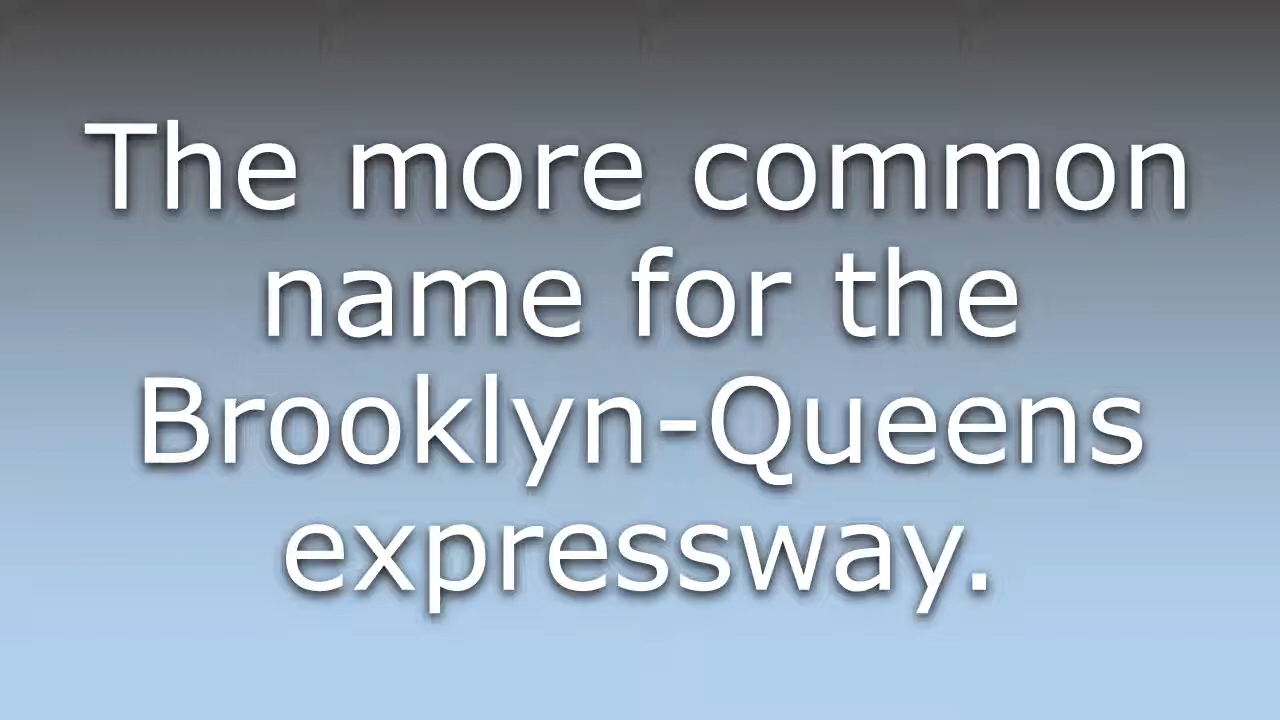 The more common
name for the
Brooklyn-Queens
expressway.